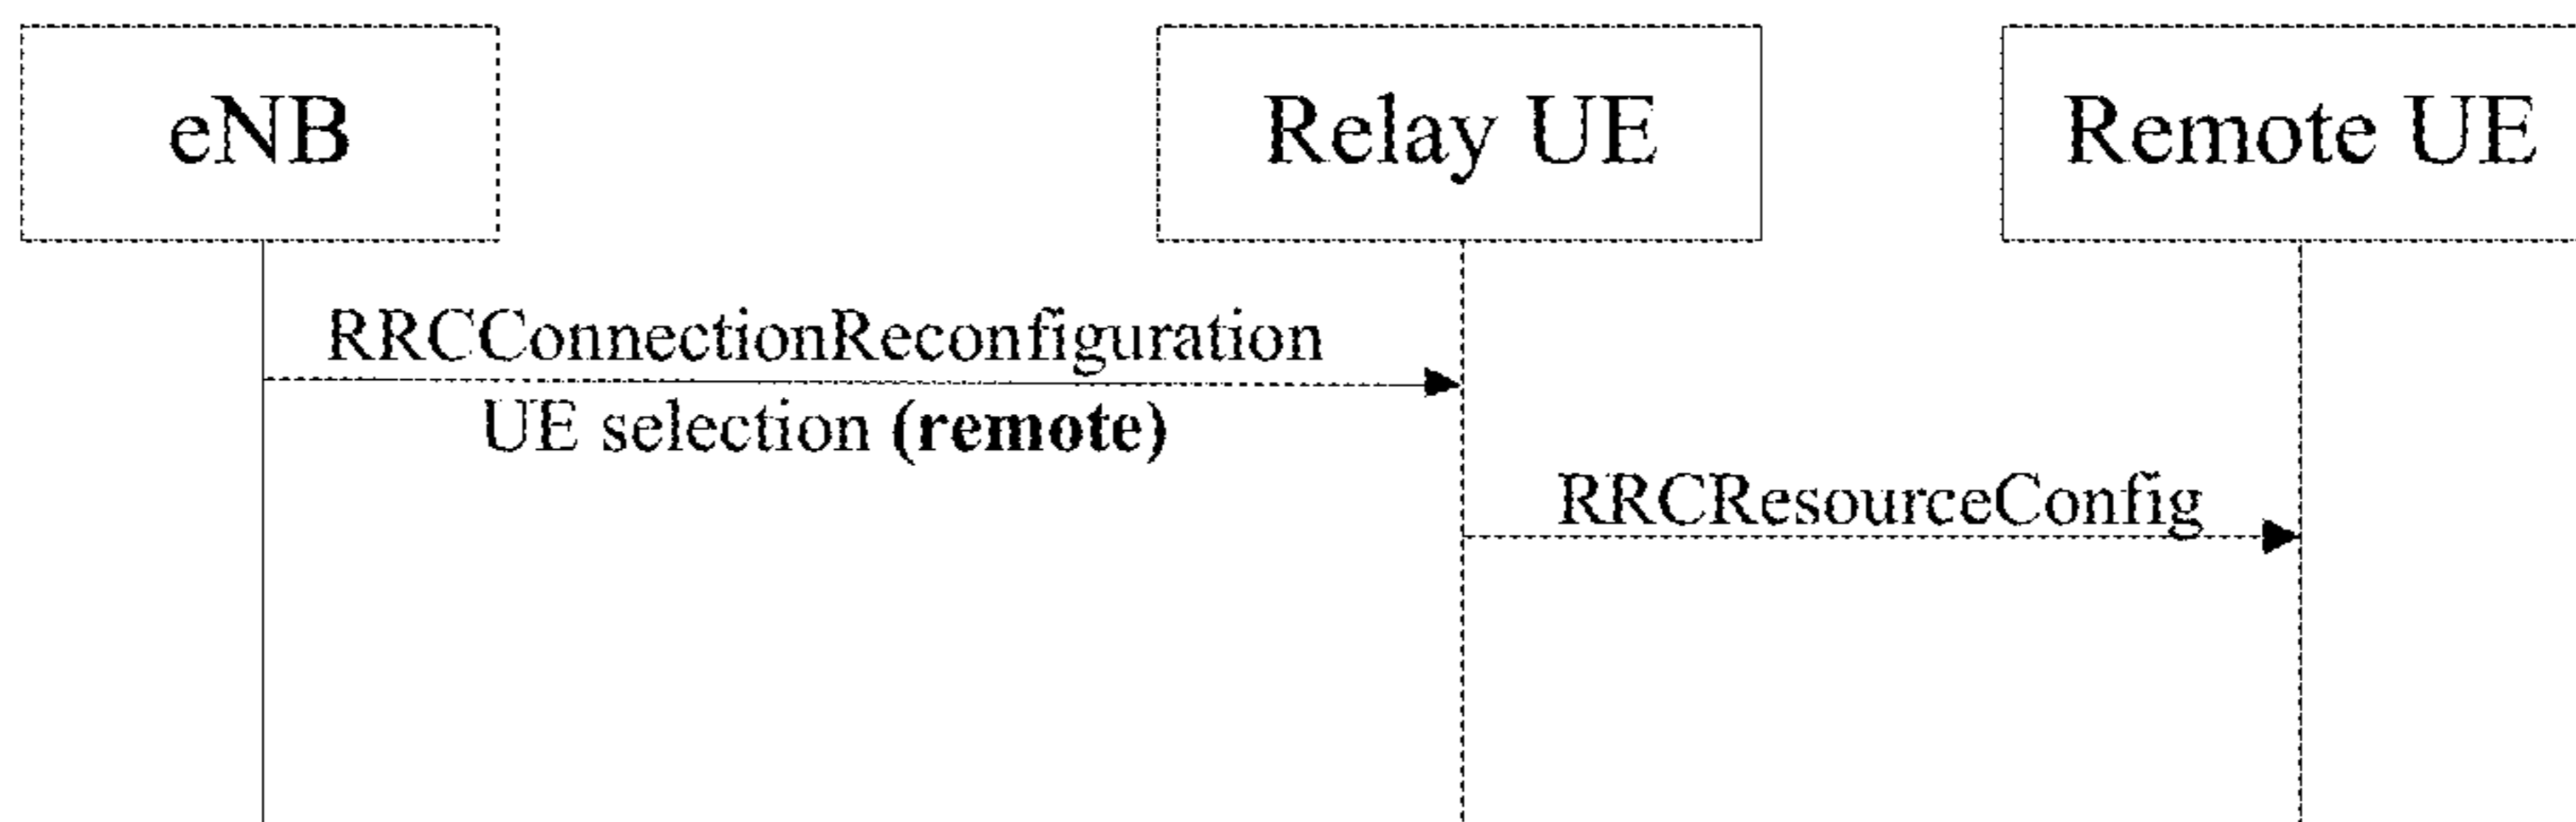 eNB
Relay UE
Remote UE
RRCConnectionReconfiguration
UE selection (remote)
RRCResourceConfig